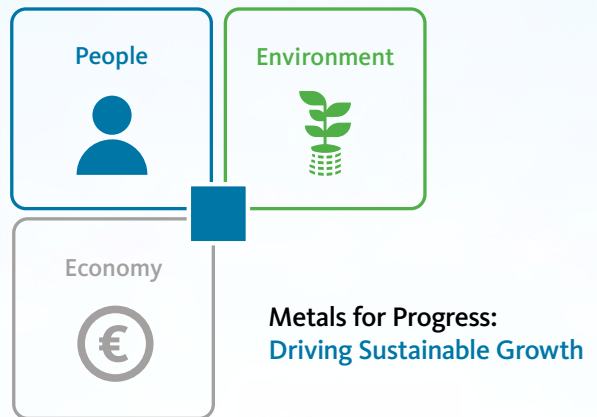 People
Environment
Economy
€
Metals for Progress:
Driving Sustainable Growth